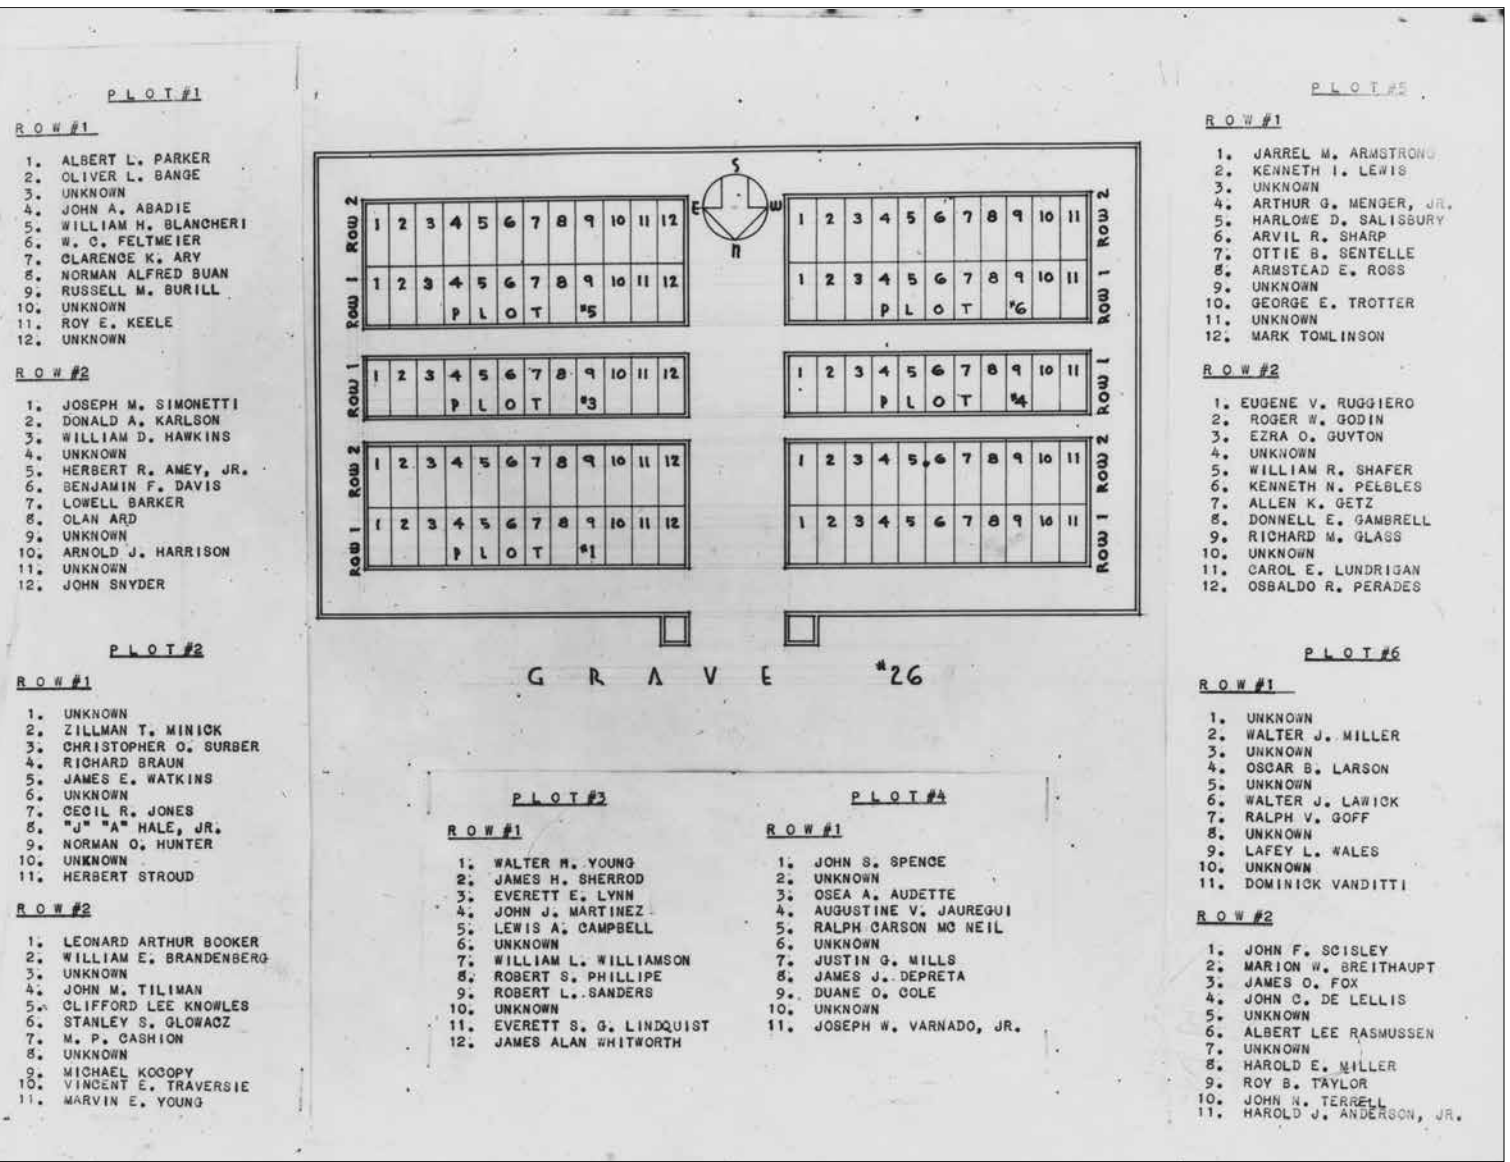 PLOT #1
ROW #1
1. ALBERT L. PARKER
2. OLIVER L. BANGE
3. UNKNOWN
4. JOHN A. ABADIE
5. WILLIAM H. BLANCHERI
6. W. C. FELTMEIER
7. CLARENCE K. ARY
8. NORMAN ALFRED BUAN
9. RUSSELL M. BURILL
10. UNKNOWN
11. ROY E. KEELE
12. UNKNOWN
ROW #2
1. JOSEPH M. SIMONETTI
2. DONALD A. KARLSON
3. WILLIAM D. HAWKINS
4. UNKNOWN
5. HERBERT R. AMEY, JR.
6. BENJAMIN F. DAVIS
7. LOWELL BARKER
8. OLAN ARD
9. UNKNOWN
10. ARNOLD J. HARRISON
11. UNKNOWN
12. JOHN SNYDER
PLOT #2
ROW #1
1. UNKNOWN
2. ZILLMAN T. MINICK
3. CHRISTOPHER O. SURBER
4. RICHARD BRAUN
5. JAMES E. WATKINS
6. UNKNOWN
7. CECIL R. JONES
8. "J" "A" HALE, JR.
9. NORMAN O. HUNTER
10. UNKNOWN
11. HERBERT STROUD
ROW #2
1. LEONARD ARTHUR BOOKER
2. WILLIAM E. BRANDENBERG
3. UNKNOWN
4. JOHN M. TILIMAN
5. CLIFFORD LEE KNOWLES
6. STANLEY S. GLOWACZ
7. M. P. CASHION
8. UNKNOWN
9. MICHAEL KOCOPY
10. VINCENT E. TRAVERSIE
11. MARVIN E. YOUNG
S
E W
N
ROW 2 1 2 3 4 5 6 7 8 9 10 11 12
1 2 3 4 5 6 7 8 9 10 11 ROW 2
ROW 1 1 2 3 4 5 6 7 8 9 10 11 12
PLOT #5
1 2 3 4 5 6 7 8 9 10 11 ROW 1
PLOT #6
ROW 1 1 2 3 4 5 6 7 8 9 10 11 12
PLOT #3
1 2 3 4 5 6 7 8 9 10 11 ROW 1
PLOT #4
ROW 2 1 2 3 4 5 6 7 8 9 10 11 12
1 2 3 4 5 6 7 8 9 10 11 ROW 2
ROW 1 1 2 3 4 5 6 7 8 9 10 11 12
PLOT #1
1 2 3 4 5 6 7 8 9 10 11 ROW 1
GRAVE #26
PLOT #3
ROW #1
1. WALTER M. YOUNG
2. JAMES H. SHERROD
3. EVERETT E. LYNN
4. JOHN J. MARTINEZ
5. LEWIS A. CAMPBELL
6. UNKNOWN
7. WILLIAM L. WILLIAMSON
8. ROBERT S. PHILLIPE
9. ROBERT L. SANDERS
10. UNKNOWN
11. EVERETT S. G. LINDQUIST
12. JAMES ALAN WHITWORTH
PLOT #4
ROW #1
1. JOHN S. SPENCE
2. UNKNOWN
3. OSEA A. AUDETTE
4. AUGUSTINE V. JAUREGUI
5. RALPH CARSON MC NEIL
6. UNKNOWN
7. JUSTIN G. MILLS
8. JAMES J. DEPRETA
9. DUANE O. COLE
10. UNKNOWN
11. JOSEPH W. VARNADO, JR.
PLOT #5
ROW #1
1. JARREL M. ARMSTRONG
2. KENNETH I. LEWIS
3. UNKNOWN
4. ARTHUR G. MENGER, JR.
5. HARLOWE D. SALISBURY
6. ARVIL R. SHARP
7. OTTIE B. SENTELLE
8. ARMSTEAD E. ROSS
9. UNKNOWN
10. GEORGE E. TROTTER
11. UNKNOWN
12. MARK TOMLINSON
ROW #2
1. EUGENE V. RUGGIERO
2. ROGER W. GODIN
3. EZRA O. GUYTON
4. UNKNOWN
5. WILLIAM R. SHAFER
6. KENNETH N. PEEBLES
7. ALLEN K. GETZ
8. DONNELL E. GAMBRELL
9. RICHARD M. GLASS
10. UNKNOWN
11. CAROL E. LUNDRIGAN
12. OSBALDO R. PERADES
PLOT #6
ROW #1
1. UNKNOWN
2. WALTER J. MILLER
3. UNKNOWN
4. OSCAR B. LARSON
5. UNKNOWN
6. WALTER J. LAWICK
7. RALPH V. GOFF
8. UNKNOWN
9. LAFEY L. WALES
10. UNKNOWN
11. DOMINICK VANDITTI
ROW #2
1. JOHN F. SCISLEY
2. MARION W. BREITHAUPT
3. JAMES O. FOX
4. JOHN C. DE LELLIS
5. UNKNOWN
6. ALBERT LEE RASMUSSEN
7. UNKNOWN
8. HAROLD E. MILLER
9. ROY B. TAYLOR
10. JOHN N. TERRELL
11. HAROLD J. ANDERSON, JR.